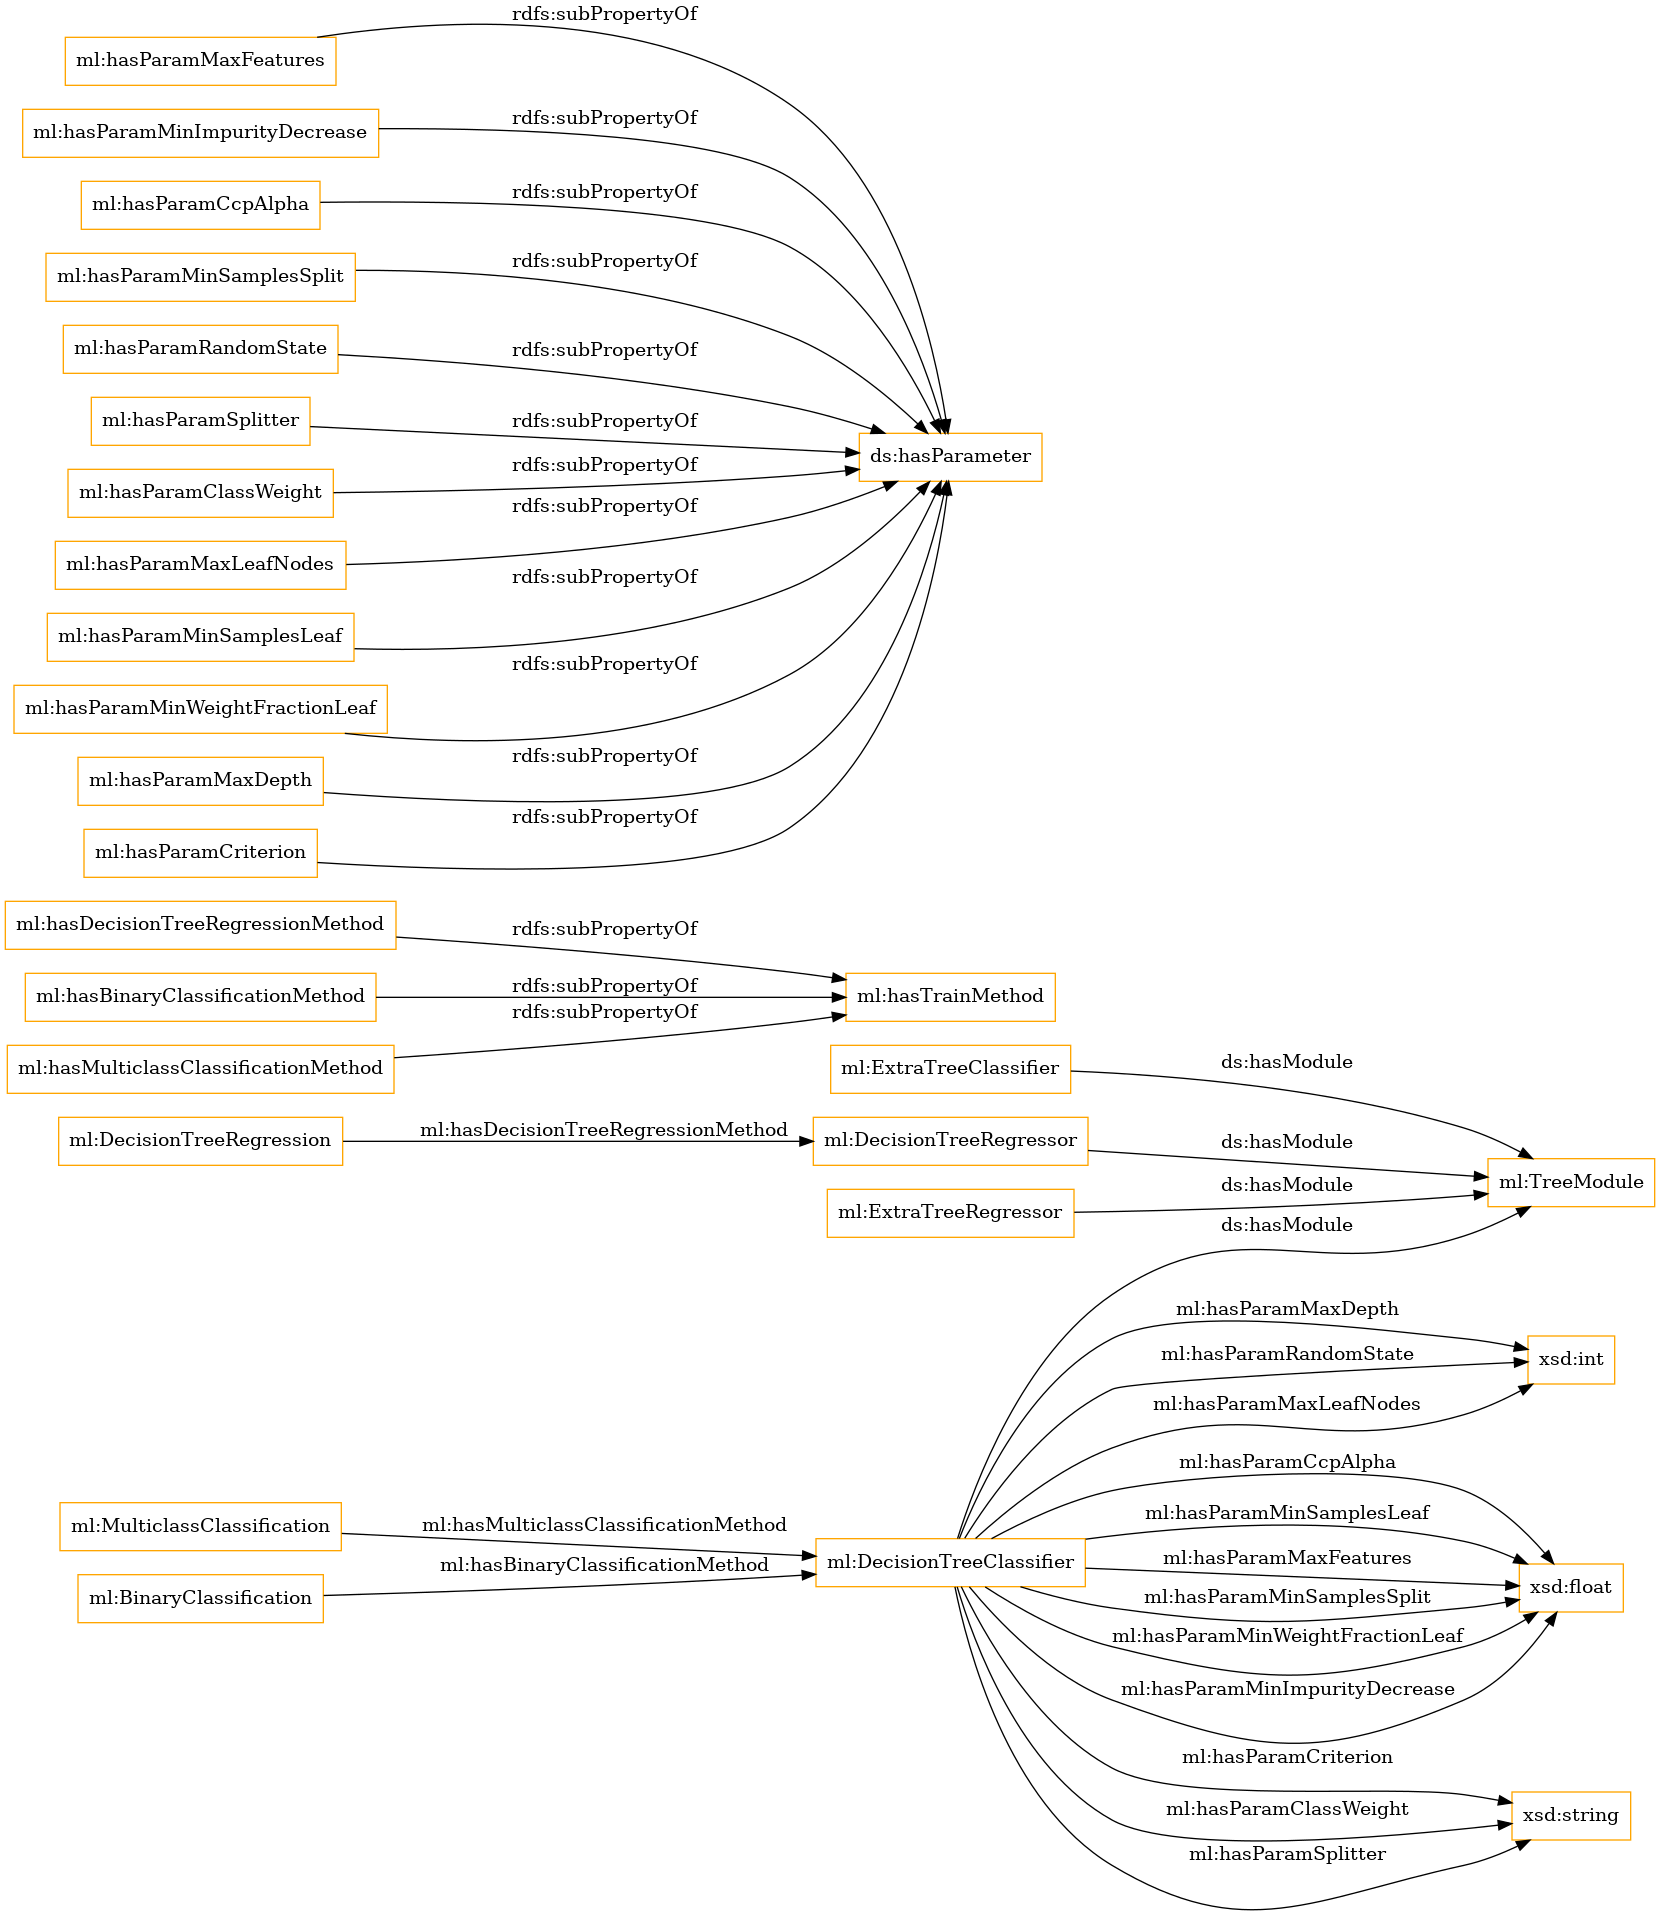 rdfs:subPropertyOf
ml:hasParamMaxFeatures
rdfs:subPropertyOf
ml:hasParamMinImpurityDecrease
rdfs:subPropertyOf
ml:hasParamCcpAlpha
rdfs:subPropertyOf
ml:hasParamMinSamplesSplit
rdfs:subPropertyOf
ml:hasParamRandomState
rdfs:subPropertyOf
ml:hasParamSplitter
ds:hasParameter
rdfs:subPropertyOf
ml:hasParamClassWeight
rdfs:subPropertyOf
ml:hasParamMaxLeafNodes
rdfs:subPropertyOf
ml:hasParamMinSamplesLeaf
rdfs:subPropertyOf
ml:hasParamMinWeightFractionLeaf
rdfs:subPropertyOf
ml:hasParamMaxDepth
rdfs:subPropertyOf
ml:hasParamCriterion
ml:hasDecisionTreeRegressionMethod
rdfs:subPropertyOf
ml:hasBinaryClassificationMethod
rdfs:subPropertyOf
ml:hasTrainMethod
rdfs:subPropertyOf
ml:hasMulticlassClassificationMethod
ml:ExtraTreeClassifier
ds:hasModule
ml:DecisionTreeRegression
ml:hasDecisionTreeRegressionMethod
ml:DecisionTreeRegressor
ds:hasModule
ml:TreeModule
ds:hasModule
ml:ExtraTreeRegressor
ds:hasModule
ml:hasParamMaxDepth
ml:hasParamRandomState
xsd:int
ml:hasParamMaxLeafNodes
ml:hasParamCcpAlpha
ml:hasParamMinSamplesLeaf
ml:MulticlassClassification
ml:hasMulticlassClassificationMethod
ml:hasParamMaxFeatures
ml:DecisionTreeClassifier
ml:hasBinaryClassificationMethod
ml:BinaryClassification
ml:hasParamMinSamplesSplit
xsd:float
ml:hasParamMinWeightFractionLeaf
ml:hasParamMinImpurityDecrease
ml:hasParamCriterion
ml:hasParamClassWeight
xsd:string
ml:hasParamSplitter